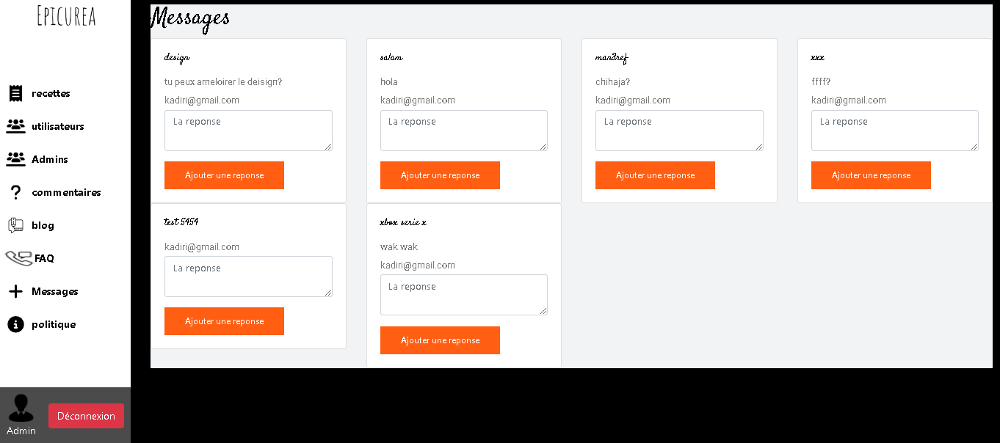 Epicurea
recettes
utilisateurs
Admins
commentaires
blog
FAQ
Messages
politique
Admin
Déconnexion
Messages
design
tu peux ameloirer le deisign?
kadiri@gmail.com
La reponse
Ajouter une reponse
salam
hola
kadiri@gmail.com
La reponse
Ajouter une reponse
man3ref
chihaja?
kadiri@gmail.com
La reponse
Ajouter une reponse
xxx
ffff?
kadiri@gmail.com
La reponse
Ajouter une reponse
test 5454
kadiri@gmail.com
La reponse
Ajouter une reponse
xbox serie x
wak wak
kadiri@gmail.com
La reponse
Ajouter une reponse